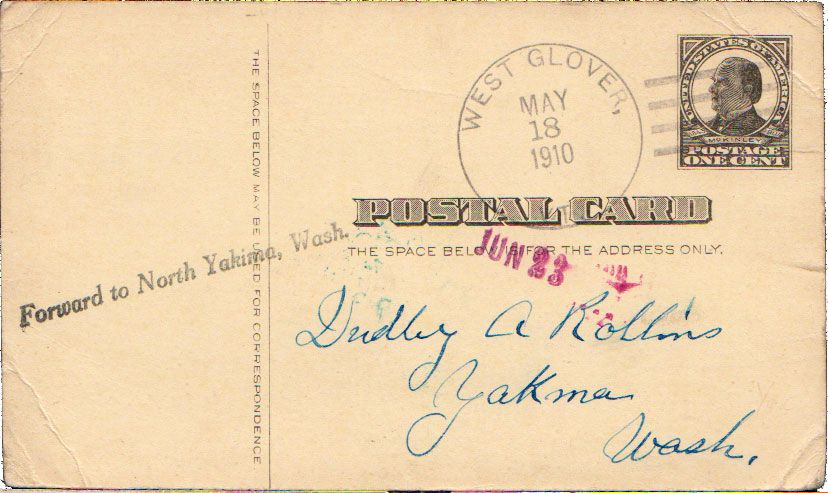 THE SPACE BELOW MAY BE USED FOR CORRESPONDENCE
WEST GLOVER,
MAY
18
1910
UNITED STATES OF AMERICA
McKINLEY
POSTAGE
ONE CENT
POSTAL CARD
THE SPACE BELOW IS FOR THE ADDRESS ONLY.
Forward to North Yakima, Wash.
JUN 23
Dudley A Rollins
Yakma
Wash.